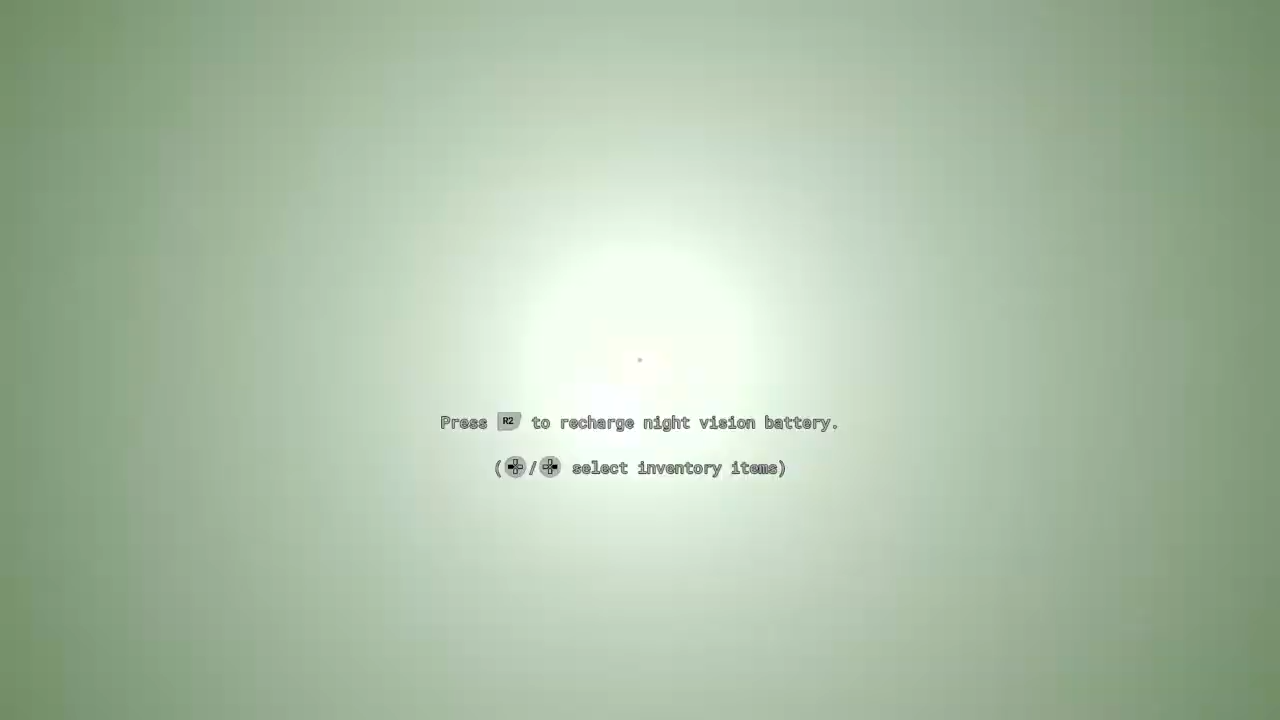 Press R2 to recharge night vision battery.
( / select inventory items)